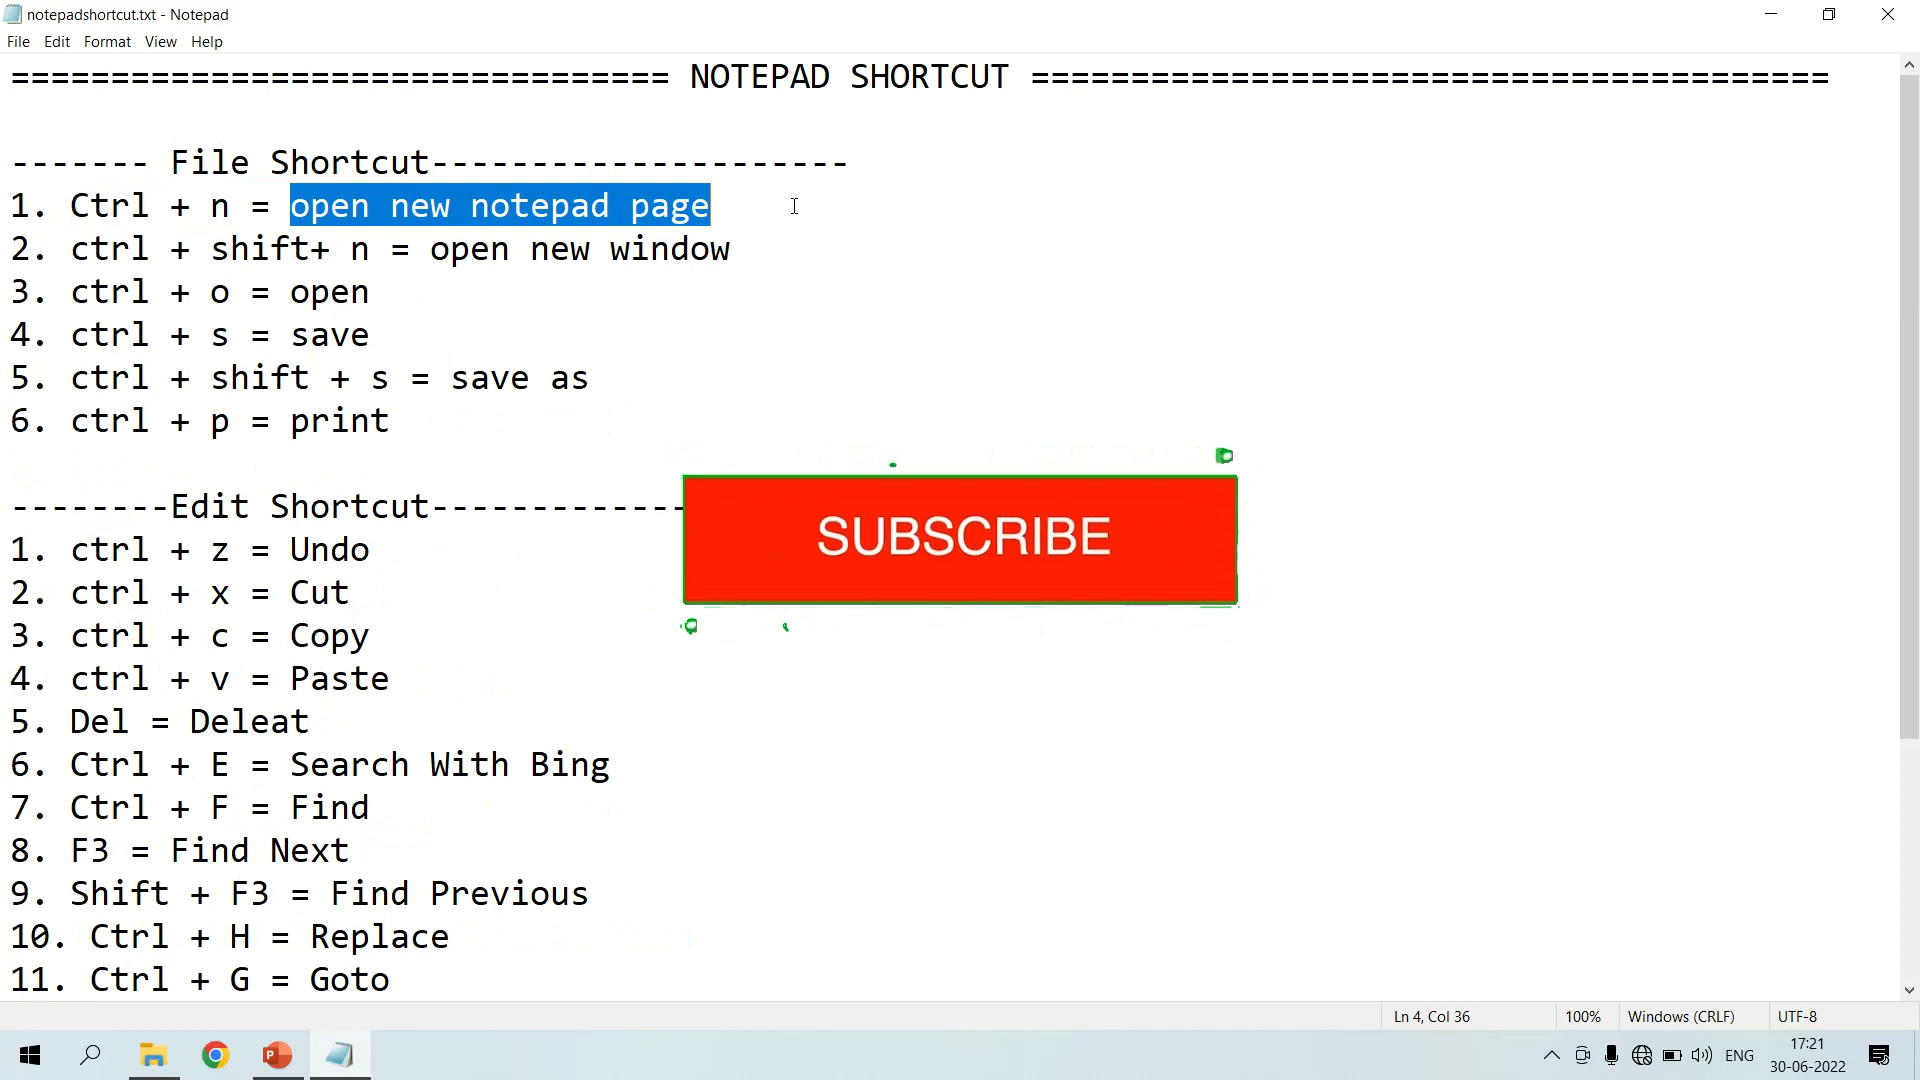 notepadshortcut.txt - Notepad
File Edit Format View Help
================================= NOTEPAD SHORTCUT ========================================
------- File Shortcut---------------------
1. Ctrl + n = open new notepad page
2. ctrl + shift+ n = open new window
3. ctrl + o = open
4. ctrl + s = save
5. ctrl + shift + s = save as
6. ctrl + p = print
--------Edit Shortcut-------------
SUBSCRIBE
1. ctrl + z = Undo
2. ctrl + x = Cut
3. ctrl + c = Copy
4. ctrl + v = Paste
5. Del = Deleat
6. Ctrl + E = Search With Bing
7. Ctrl + F = Find
8. F3 = Find Next
9. Shift + F3 = Find Previous
10. Ctrl + H = Replace
11. Ctrl + G = Goto
Ln 4, Col 36 100% Windows (CRLF) UTF-8
ENG 17:21
30-06-2022